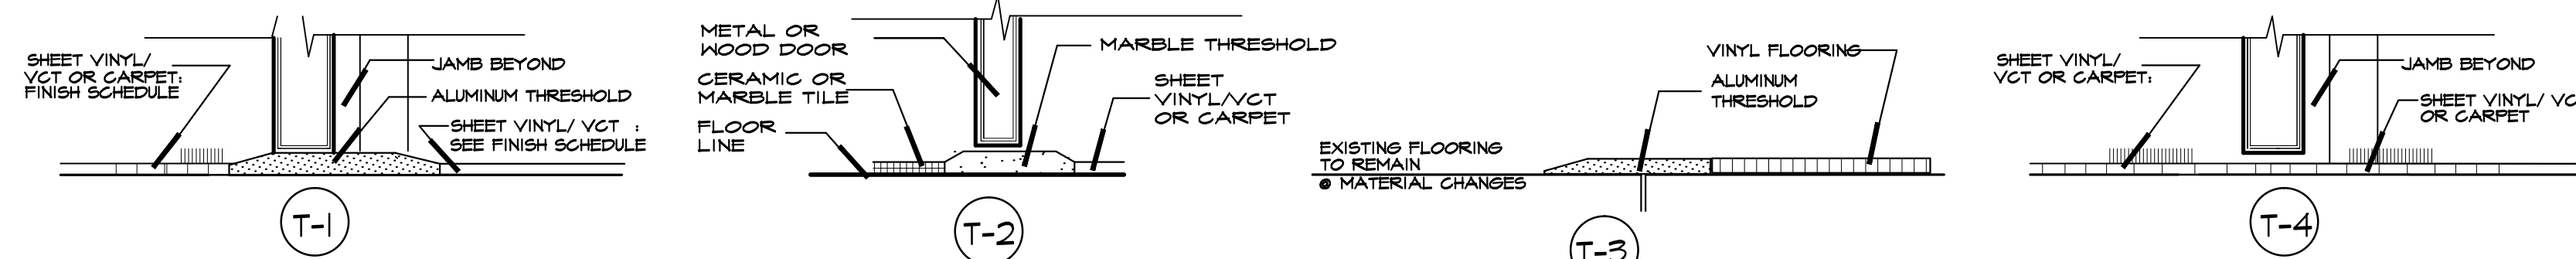 SHEET VINYL/
VCT OR CARPET:
FINISH SCHEDULE
JAMB BEYOND
ALUMINUM THRESHOLD
SHEET VINYL/ VCT :
SEE FINISH SCHEDULE
T-1
METAL OR
WOOD DOOR
CERAMIC OR
MARBLE TILE
FLOOR
LINE
MARBLE THRESHOLD
SHEET
VINYL/VCT
OR CARPET
T-2
VINYL FLOORING
ALUMINUM
THRESHOLD
EXISTING FLOORING
TO REMAIN
@ MATERIAL CHANGES
T-3
SHEET VINYL/
VCT OR CARPET:
JAMB BEYOND
SHEET VINYL/ VC
OR CARPET
T-4